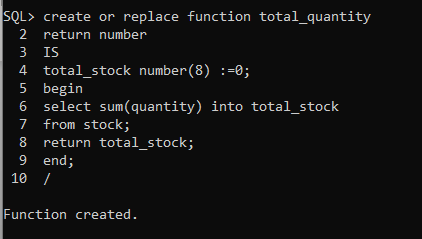 SQL> create or replace function total_quantity
2 return number
3 IS
4 total_stock number(8) :=0;
5 begin
6 select sum(quantity) into total_stock
7 from stock;
8 return total_stock;
9 end;
10 /
Function created.